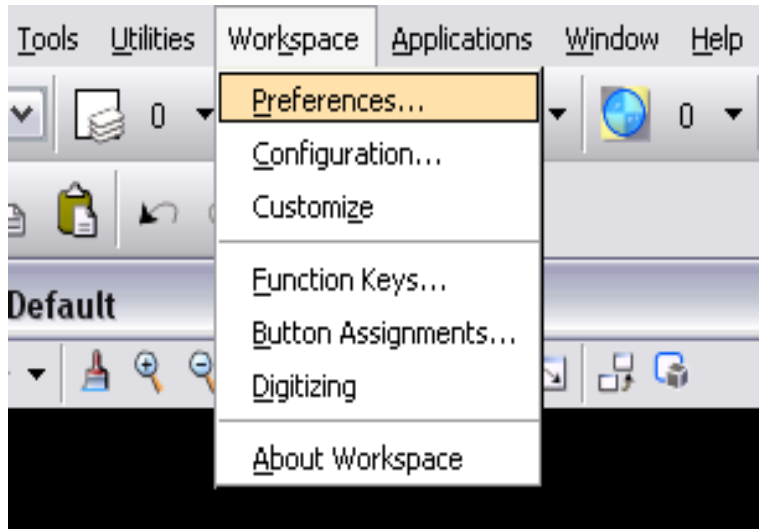 Tools Utilities Workspace Applications Window Help
0 0
Preferences...
Configuration...
Customize
Default
Function Keys...
Button Assignments...
Digitizing
About Workspace